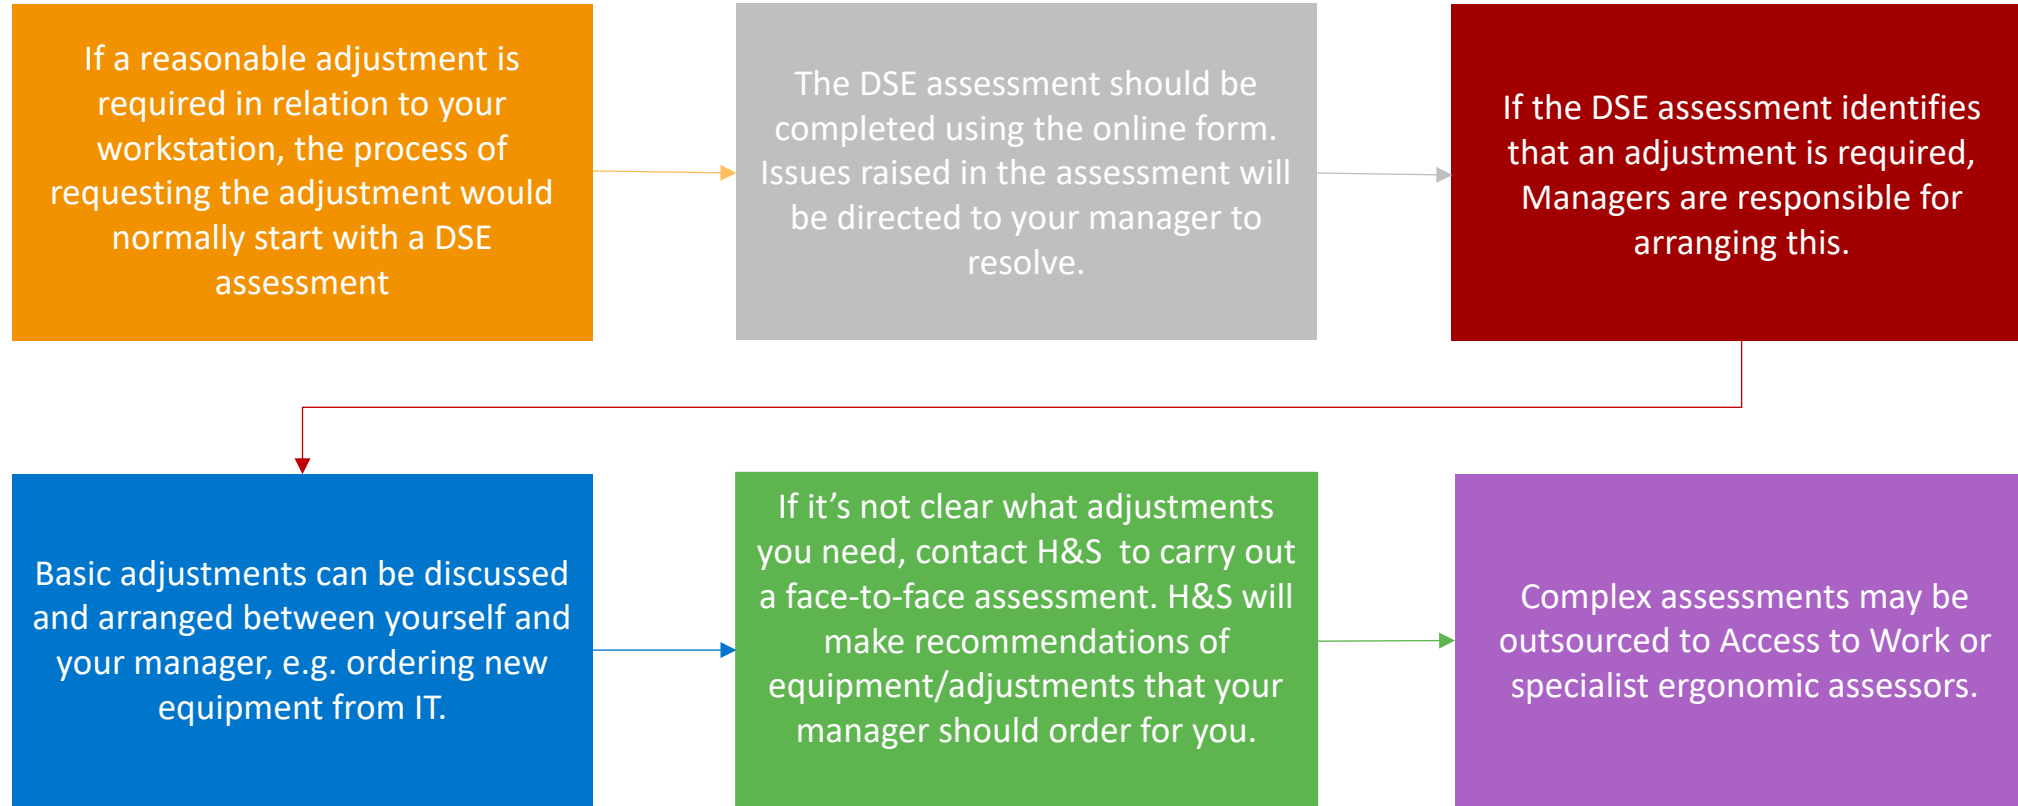 If a reasonable adjustment is
required in relation to your
workstation, the process of
requesting the adjustment would
normally start with a DSE
assessment
The DSE assessment should be
completed using the online form.
Issues raised in the assessment will
be directed to your manager to
resolve.
If the DSE assessment identifies
that an adjustment is required,
Managers are responsible for
arranging this.
Basic adjustments can be discussed
and arranged between yourself and
your manager, e.g. ordering new
equipment from IT.
If it’s not clear what adjustments
you need, contact H&S  to carry out
a face-to-face assessment. H&S will
make recommendations of
equipment/adjustments that your
manager should order for you.
Complex assessments may be
outsourced to Access to Work or
specialist ergonomic assessors.